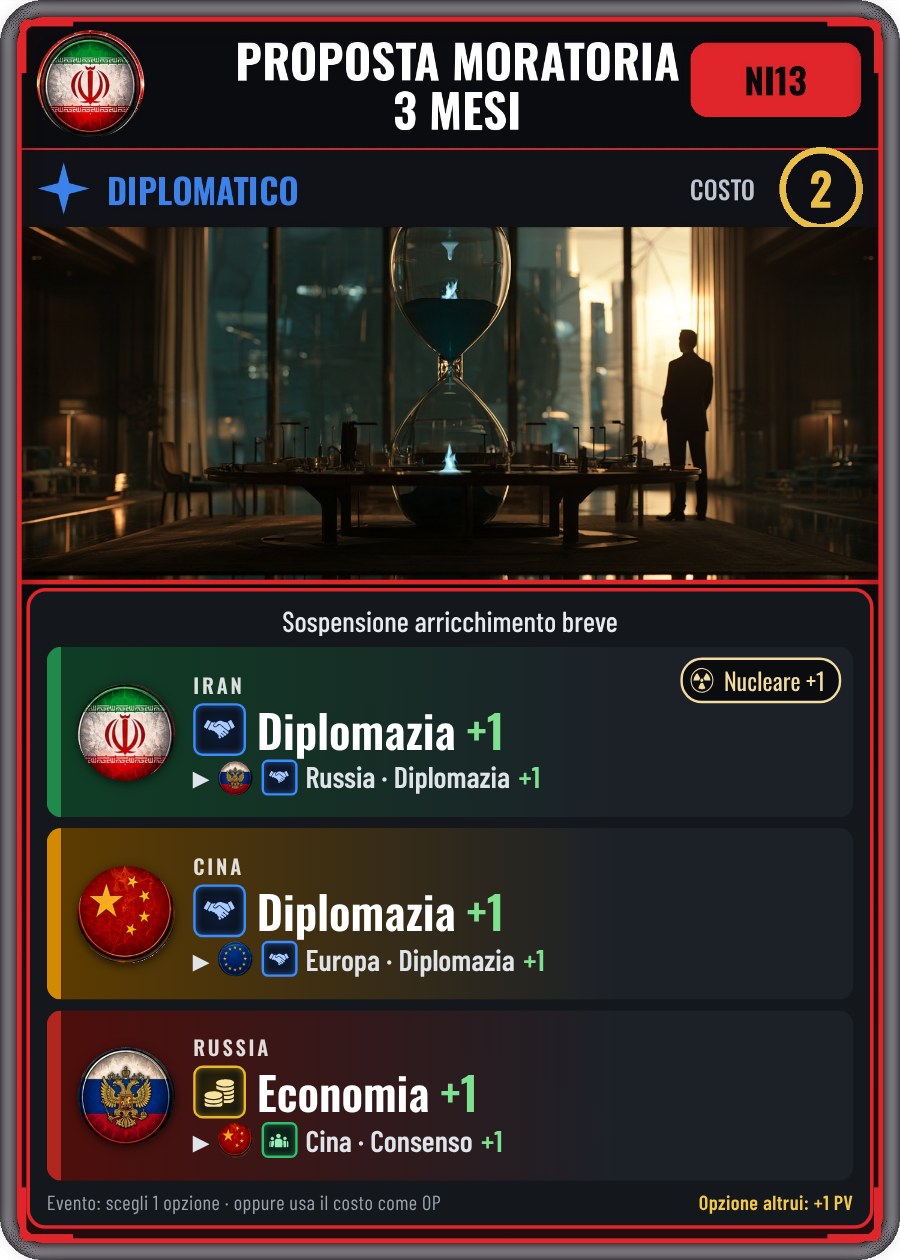 PROPOSTA MORATORIA
3 MESI
NI13
DIPLOMATICO
COSTO
2
Sospensione arricchimento breve
IRAN
Nucleare +1
Diplomazia +1
▶ Russia · Diplomazia +1
CINA
Diplomazia +1
▶ Europa · Diplomazia +1
RUSSIA
Economia +1
▶ Cina · Consenso +1
Evento: scegli 1 opzione · oppure usa il costo come OP
Opzione altrui: +1 PV